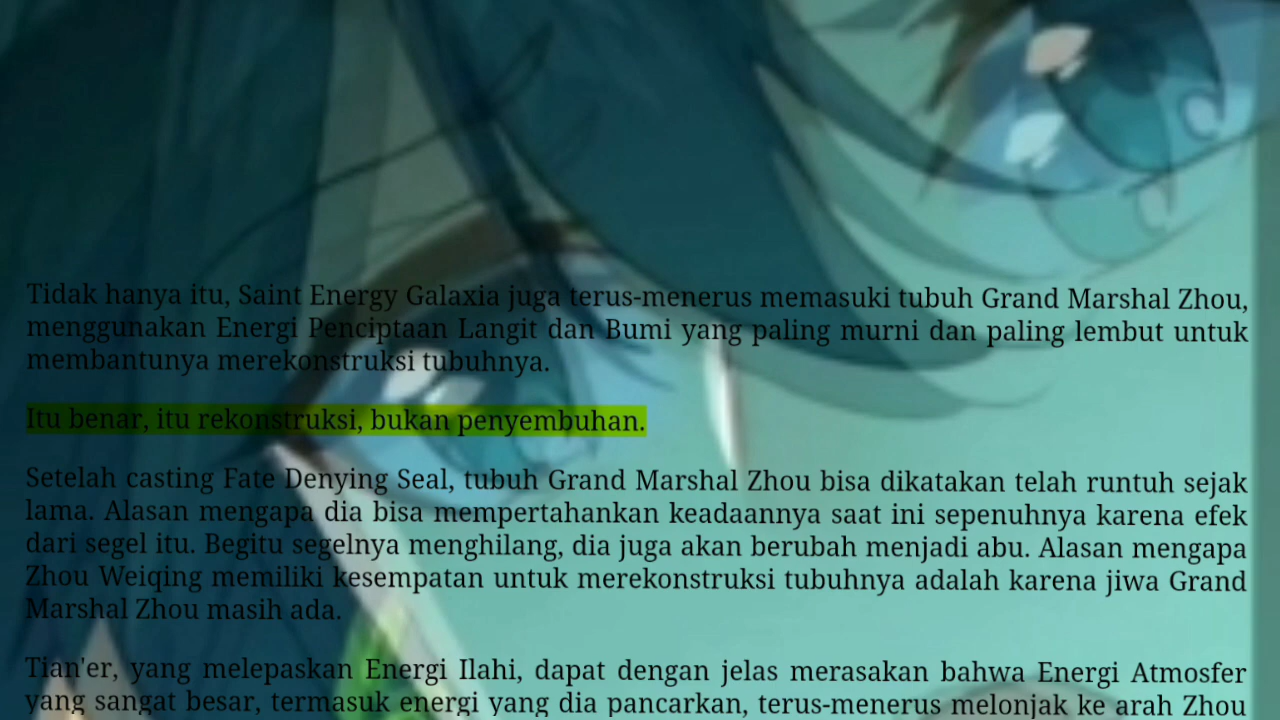 Tidak hanya itu, Saint Energy Galaxia juga terus-menerus memasuki tubuh Grand Marshal Zhou,
menggunakan Energi Penciptaan Langit dan Bumi yang paling murni dan paling lembut untuk
membantunya merekonstruksi tubuhnya.
Itu benar, itu rekonstruksi, bukan penyembuhan.
Setelah casting Fate Denying Seal, tubuh Grand Marshal Zhou bisa dikatakan telah runtuh sejak
lama. Alasan mengapa dia bisa mempertahankan keadaannya saat ini sepenuhnya karena efek
dari segel itu. Begitu segelnya menghilang, dia juga akan berubah menjadi abu. Alasan mengapa
Zhou Weiqing memiliki kesempatan untuk merekonstruksi tubuhnya adalah karena jiwa Grand
Marshal Zhou masih ada.
Tian'er, yang melepaskan Energi Ilahi, dapat dengan jelas merasakan bahwa Energi Atmosfer
yang sangat besar, termasuk energi yang dia pancarkan, terus-menerus melonjak ke arah Zhou